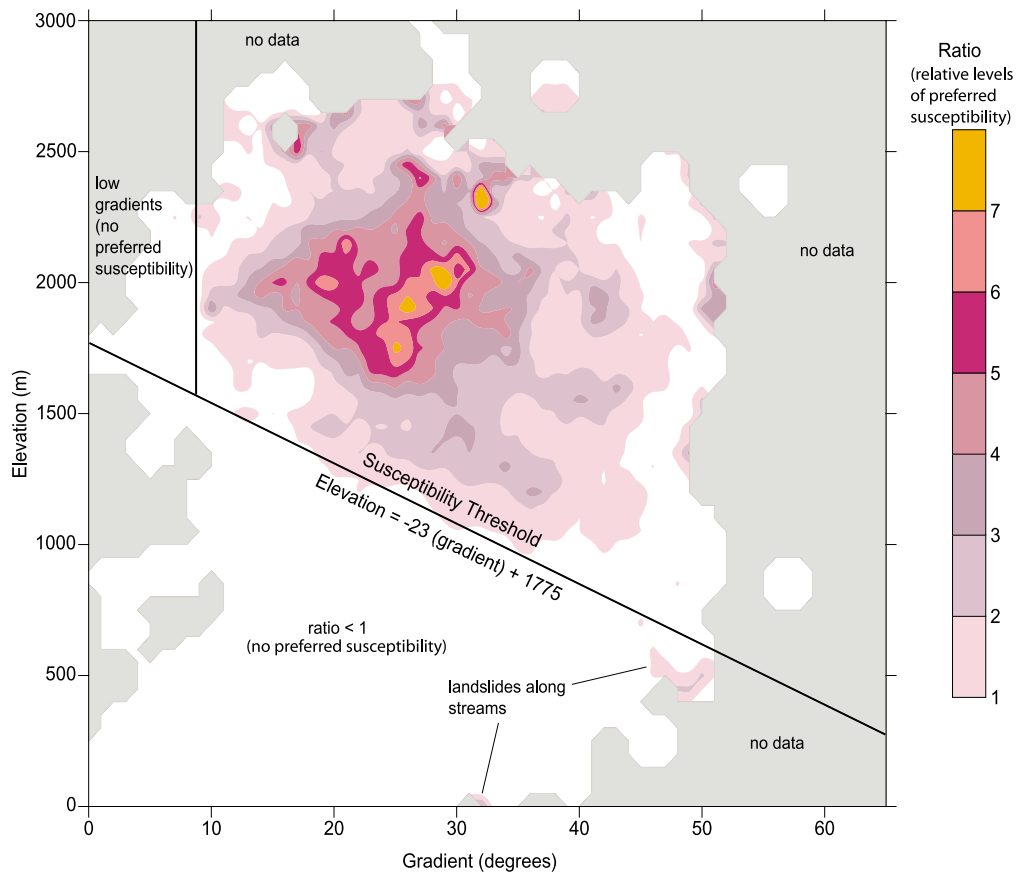 3000
2500
2000
1500
1000
500
0
Elevation (m)
0
10
20
30
40
50
60
Gradient (degrees)
no data
low
gradients
(no
preferred
susceptibility)
no data
Susceptibility Threshold
Elevation = -23 (gradient) + 1775
ratio < 1
(no preferred susceptibility)
landslides along
streams
no data
Ratio
(relative levels
of preferred
susceptibility)
7
6
5
4
3
2
1